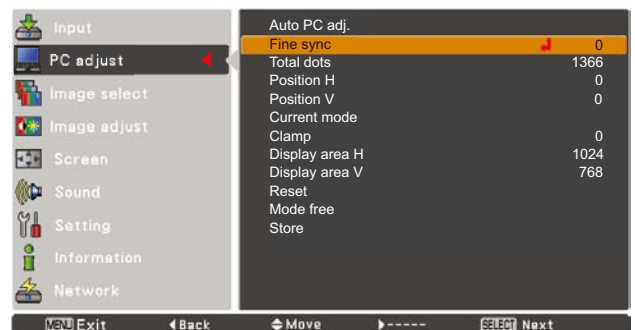 Input
PC adjust
Image select
Image adjust
Screen
Sound
Setting
Information
Network
Auto PC adj.
Fine sync 0
Total dots 1366
Position H 0
Position V 0
Current mode
Clamp 0
Display area H 1024
Display area V 768
Reset
Mode free
Store
MENU Exit Back Move ----- SELECT Next